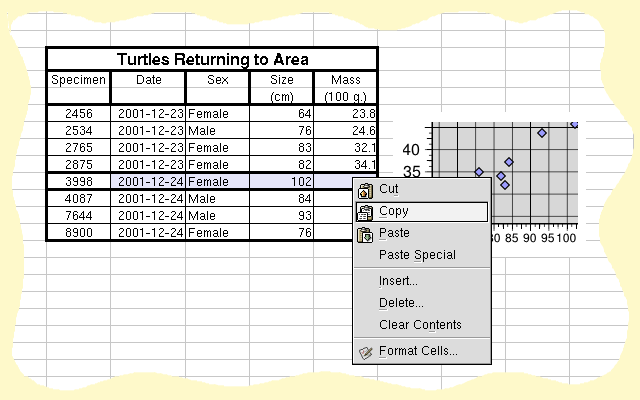 Turtles Returning to Area
Specimen Date Sex Size (cm) Mass (100 g.)
2456 2001-12-23 Female 64 23.8
2534 2001-12-23 Male 76 24.6
2765 2001-12-23 Female 83 32.1
2875 2001-12-23 Female 82 34.1
3998 2001-12-24 Female 102
4087 2001-12-24 Male 84
7644 2001-12-24 Male 93
8900 2001-12-24 Female 76
Cut
Copy
Paste
Paste Special
Insert...
Delete...
Clear Contents
Format Cells...
40
35
85 90 95 100